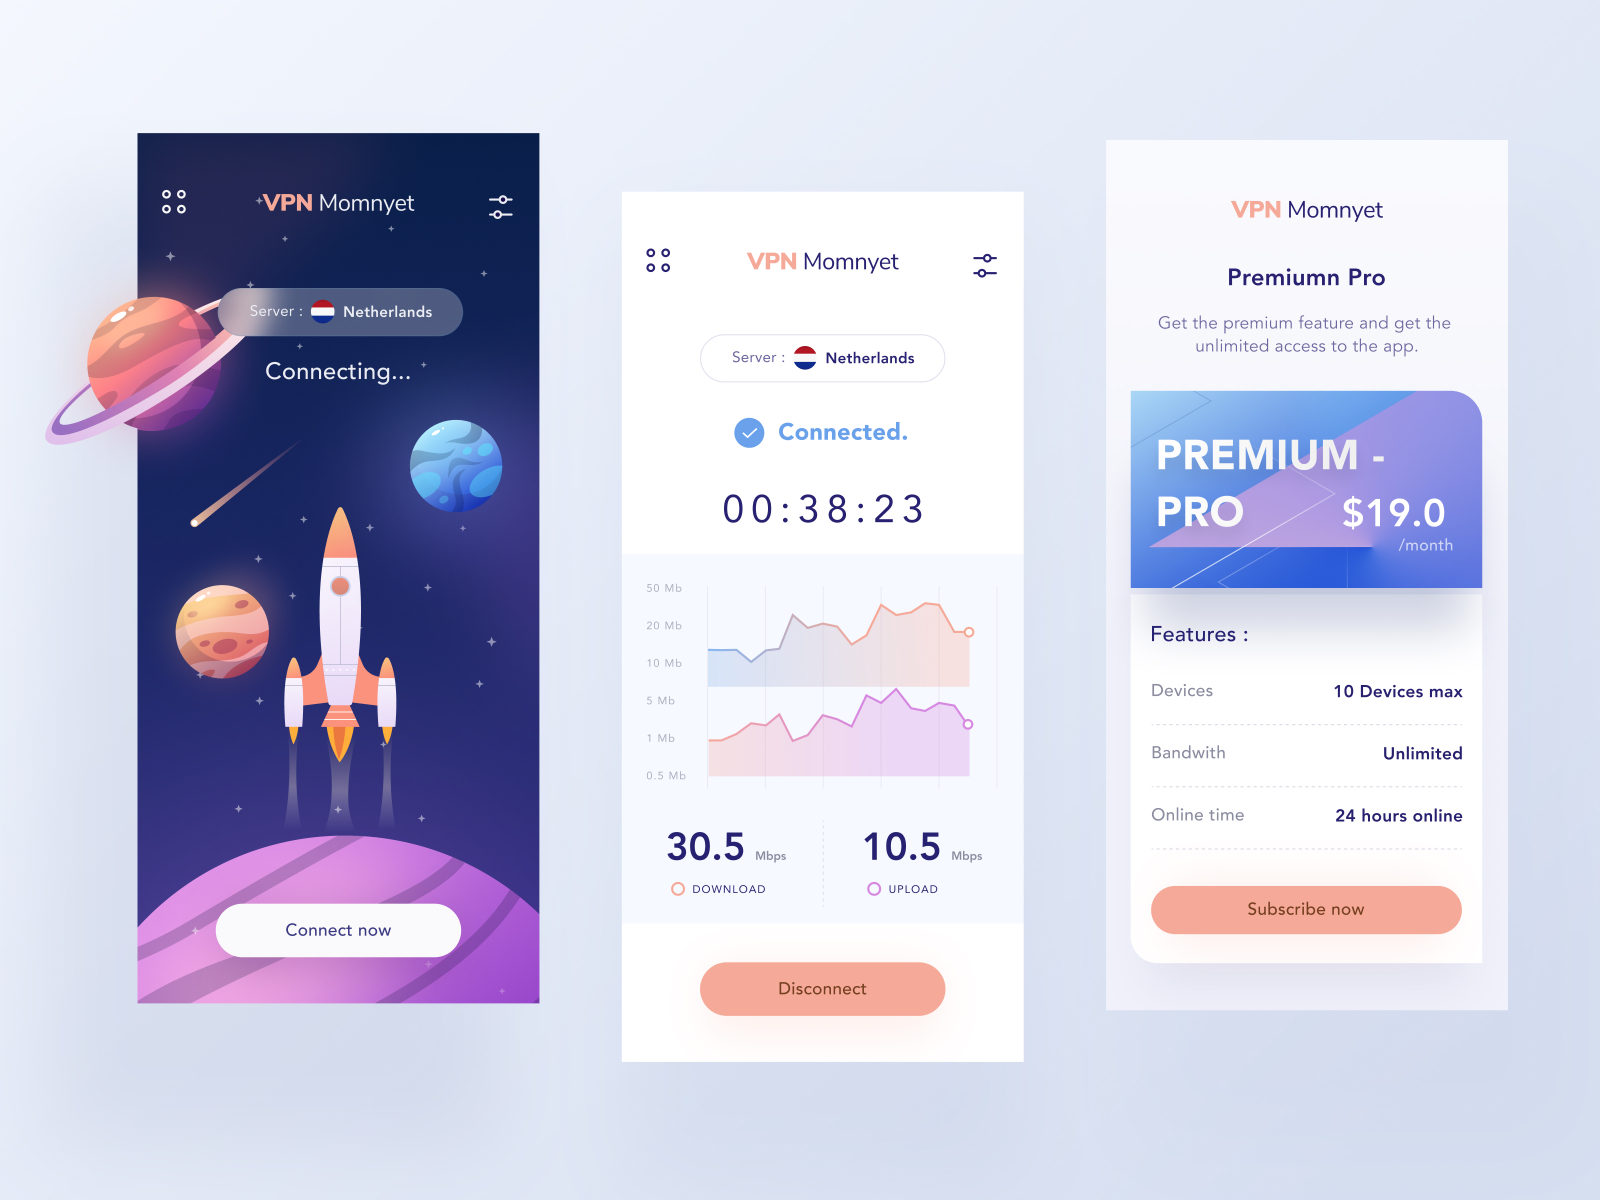 VPN Momnyet
Server : Netherlands
Connecting...
Connect now
VPN Momnyet
Server : Netherlands
Connected.
00:38:23
50 Mb
20 Mb
10 Mb
5 Mb
1 Mb
0.5 Mb
30.5 Mbps
DOWNLOAD
10.5 Mbps
UPLOAD
Disconnect
VPN Momnyet
Premiumn Pro
Get the premium feature and get the
unlimited access to the app.
PREMIUM -
PRO $19.0
/month
Features :
Devices 10 Devices max
Bandwith Unlimited
Online time 24 hours online
Subscribe now